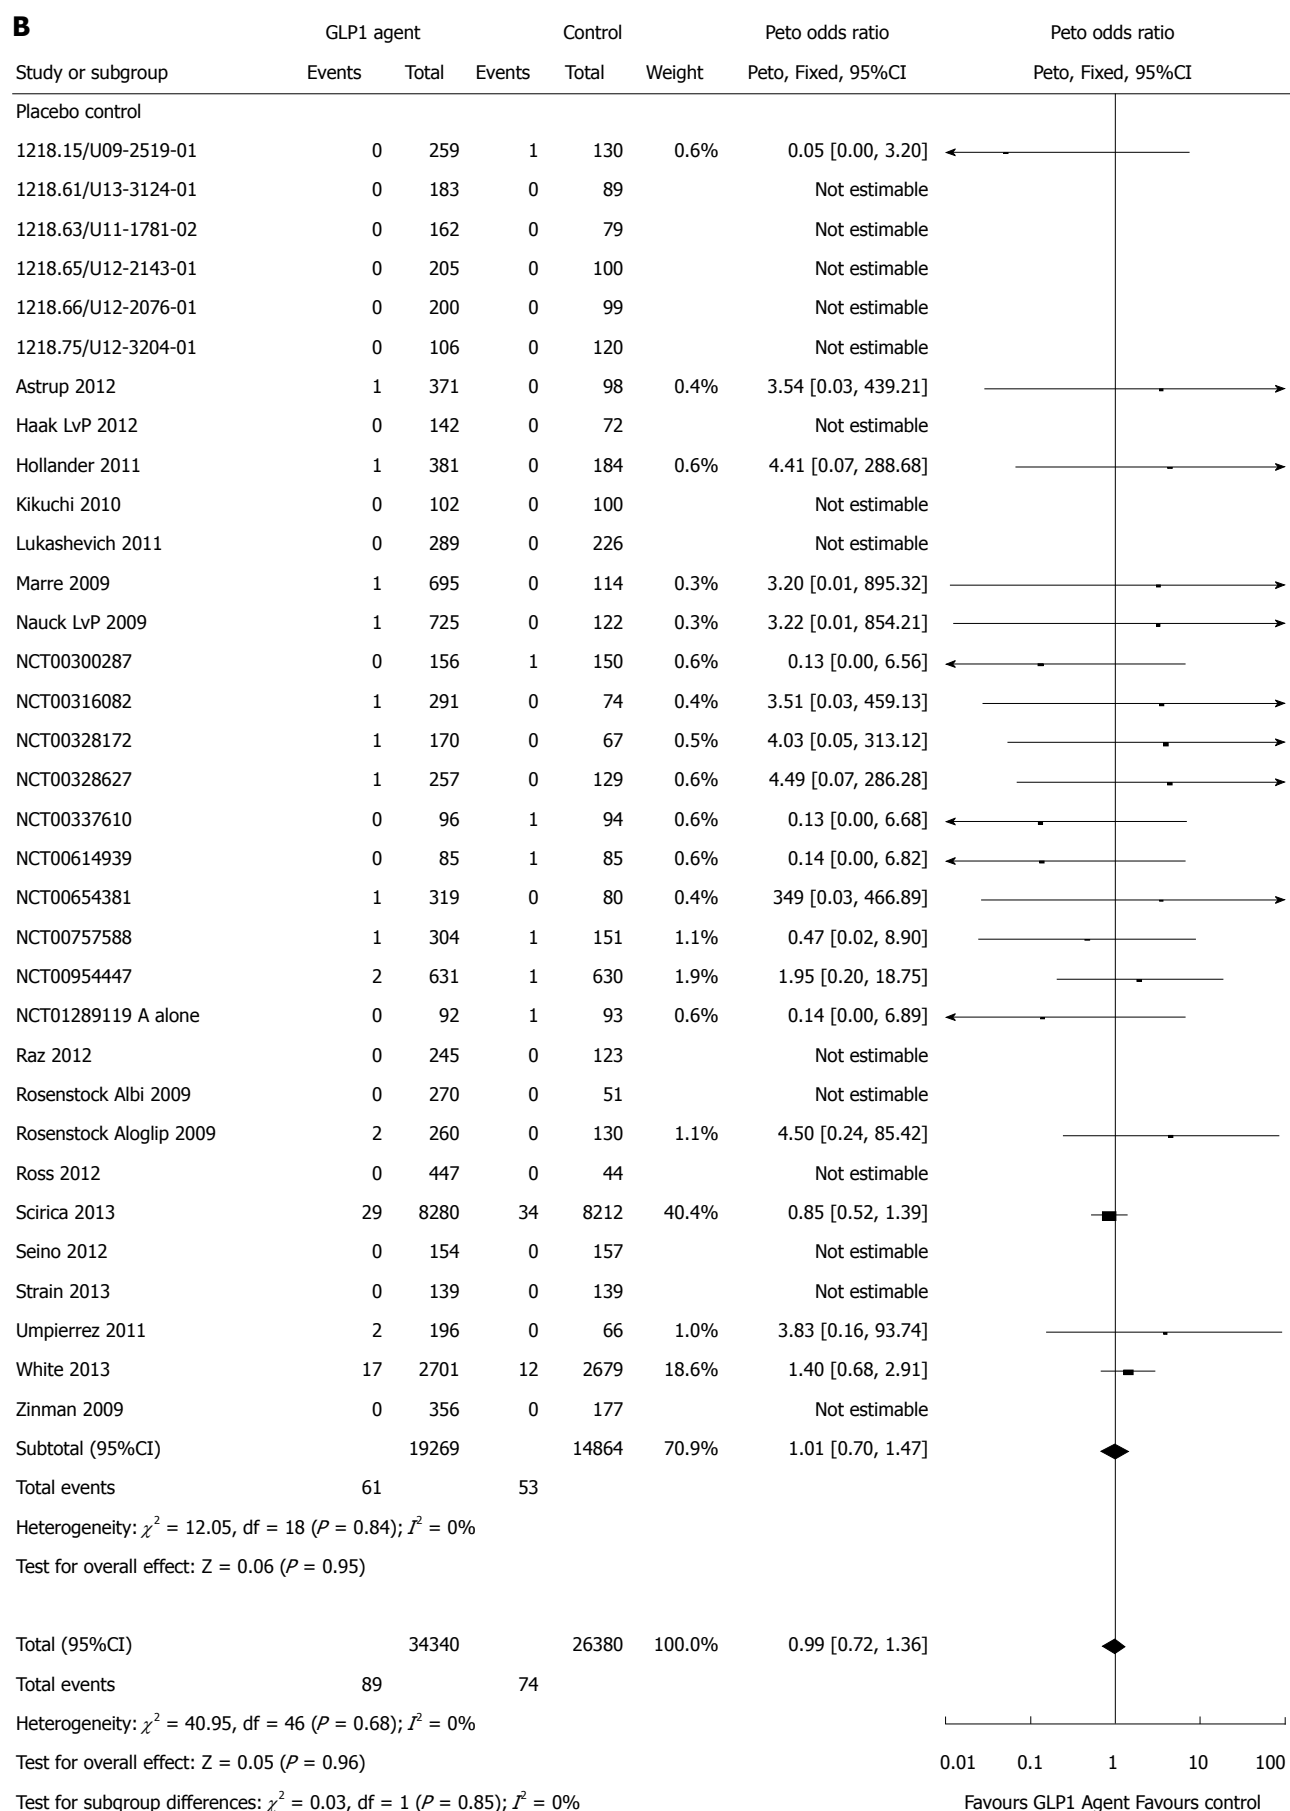 B
GLP1 agent Control Peto odds ratio Peto odds ratio
Study or subgroup Events Total Events Total Weight Peto, Fixed, 95%CI Peto, Fixed, 95%CI
Placebo control
1218.15/U09-2519-01 0 259 1 130 0.6% 0.05 [0.00, 3.20]
1218.61/U13-3124-01 0 183 0 89 Not estimable
1218.63/U11-1781-02 0 162 0 79 Not estimable
1218.65/U12-2143-01 0 205 0 100 Not estimable
1218.66/U12-2076-01 0 200 0 99 Not estimable
1218.75/U12-3204-01 0 106 0 120 Not estimable
Astrup 2012 1 371 0 98 0.4% 3.54 [0.03, 439.21]
Haak LvP 2012 0 142 0 72 Not estimable
Hollander 2011 1 381 0 184 0.6% 4.41 [0.07, 288.68]
Kikuchi 2010 0 102 0 100 Not estimable
Lukashevich 2011 0 289 0 226 Not estimable
Marre 2009 1 695 0 114 0.3% 3.20 [0.01, 895.32]
Nauck LvP 2009 1 725 0 122 0.3% 3.22 [0.01, 854.21]
NCT00300287 0 156 1 150 0.6% 0.13 [0.00, 6.56]
NCT00316082 1 291 0 74 0.4% 3.51 [0.03, 459.13]
NCT00328172 1 170 0 67 0.5% 4.03 [0.05, 313.12]
NCT00328627 1 257 0 129 0.6% 4.49 [0.07, 286.28]
NCT00337610 0 96 1 94 0.6% 0.13 [0.00, 6.68]
NCT00614939 0 85 1 85 0.6% 0.14 [0.00, 6.82]
NCT00654381 1 319 0 80 0.4% 349 [0.03, 466.89]
NCT00757588 1 304 1 151 1.1% 0.47 [0.02, 8.90]
NCT00954447 2 631 1 630 1.9% 1.95 [0.20, 18.75]
NCT01289119 A alone 0 92 1 93 0.6% 0.14 [0.00, 6.89]
Raz 2012 0 245 0 123 Not estimable
Rosenstock Albi 2009 0 270 0 51 Not estimable
Rosenstock Aloglip 2009 2 260 0 130 1.1% 4.50 [0.24, 85.42]
Ross 2012 0 447 0 44 Not estimable
Scirica 2013 29 8280 34 8212 40.4% 0.85 [0.52, 1.39]
Seino 2012 0 154 0 157 Not estimable
Strain 2013 0 139 0 139 Not estimable
Umpierrez 2011 2 196 0 66 1.0% 3.83 [0.16, 93.74]
White 2013 17 2701 12 2679 18.6% 1.40 [0.68, 2.91]
Zinman 2009 0 356 0 177 Not estimable
Subtotal (95%CI) 19269 14864 70.9% 1.01 [0.70, 1.47]
Total events 61 53
Heterogeneity: χ² = 12.05, df = 18 (P = 0.84); I² = 0%
Test for overall effect: Z = 0.06 (P = 0.95)
Total (95%CI) 34340 26380 100.0% 0.99 [0.72, 1.36]
Total events 89 74
Heterogeneity: χ² = 40.95, df = 46 (P = 0.68); I² = 0%
Test for overall effect: Z = 0.05 (P = 0.96) 0.01 0.1 1 10 100
Test for subgroup differences: χ² = 0.03, df = 1 (P = 0.85); I² = 0% Favours GLP1 Agent Favours control